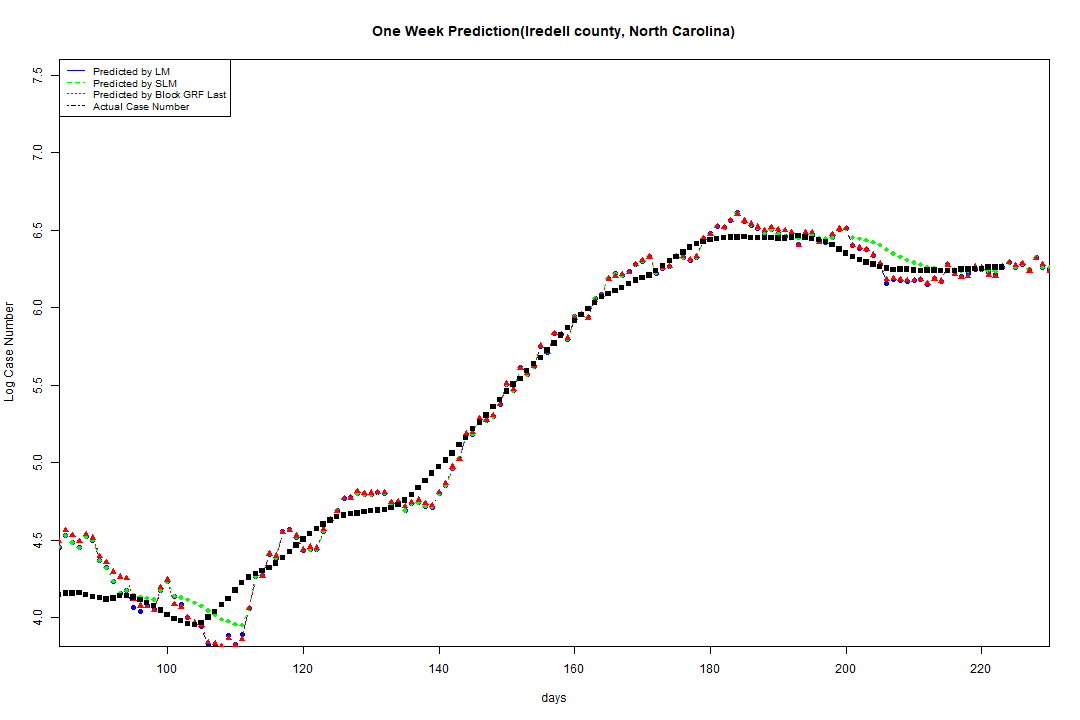 One Week Prediction(Iredell county, North Carolina)
Predicted by LM
Predicted by SLM
Predicted by Block GRF Last
Actual Case Number
7.5
7.0
6.5
6.0
5.5
5.0
4.5
4.0
Log Case Number
100 120 140 160 180 200 220
days